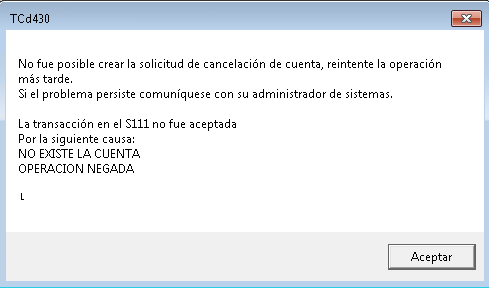 TCd430
No fue posible crear la solicitud de cancelación de cuenta, reintente la operación
más tarde.
Si el problema persiste comuníquese con su administrador de sistemas.
La transacción en el S111 no fue aceptada
Por la siguiente causa:
NO EXISTE LA CUENTA
OPERACION NEGADA
L
Aceptar